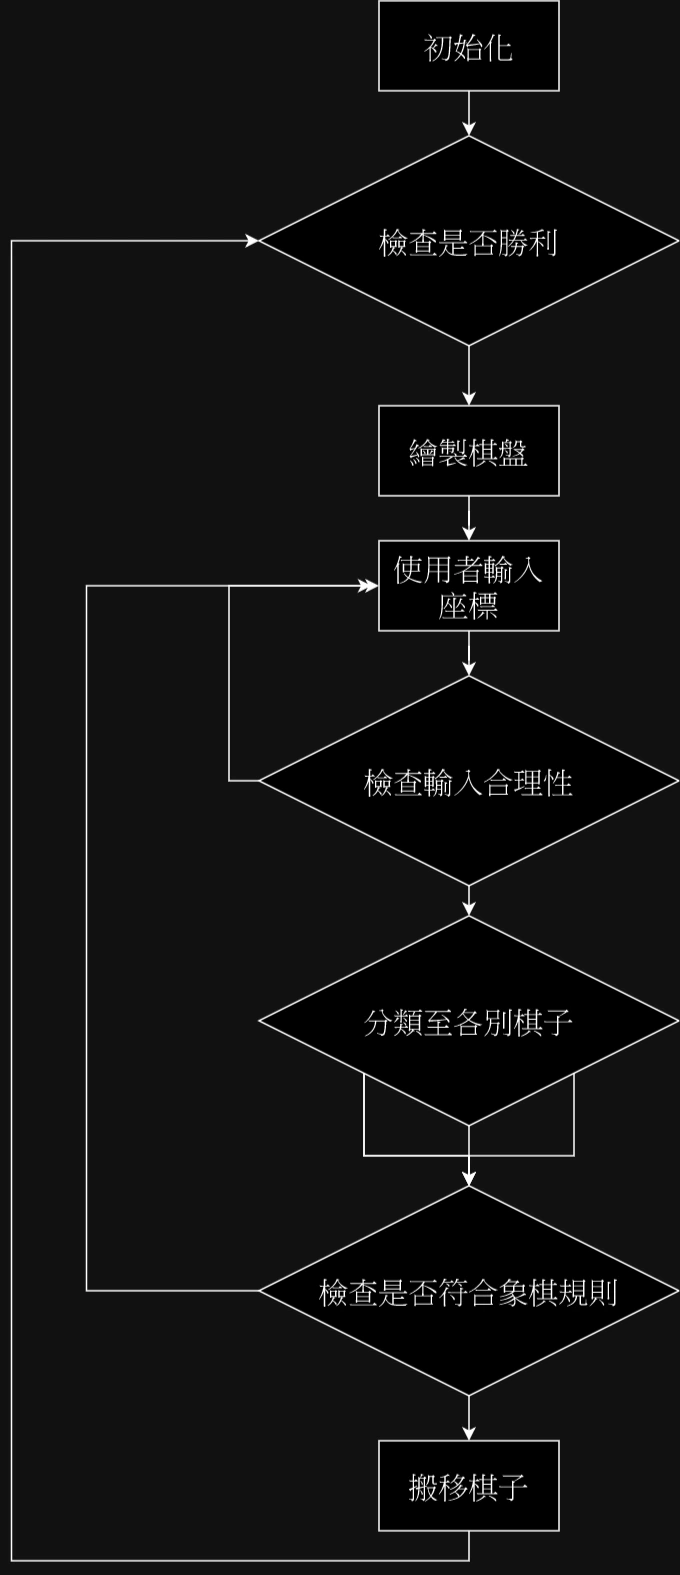 初始化
檢查是否勝利
繪製棋盤
使用者輸入
座標
檢查輸入合理性
分類至各別棋子
檢查是否符合象棋規則
搬移棋子